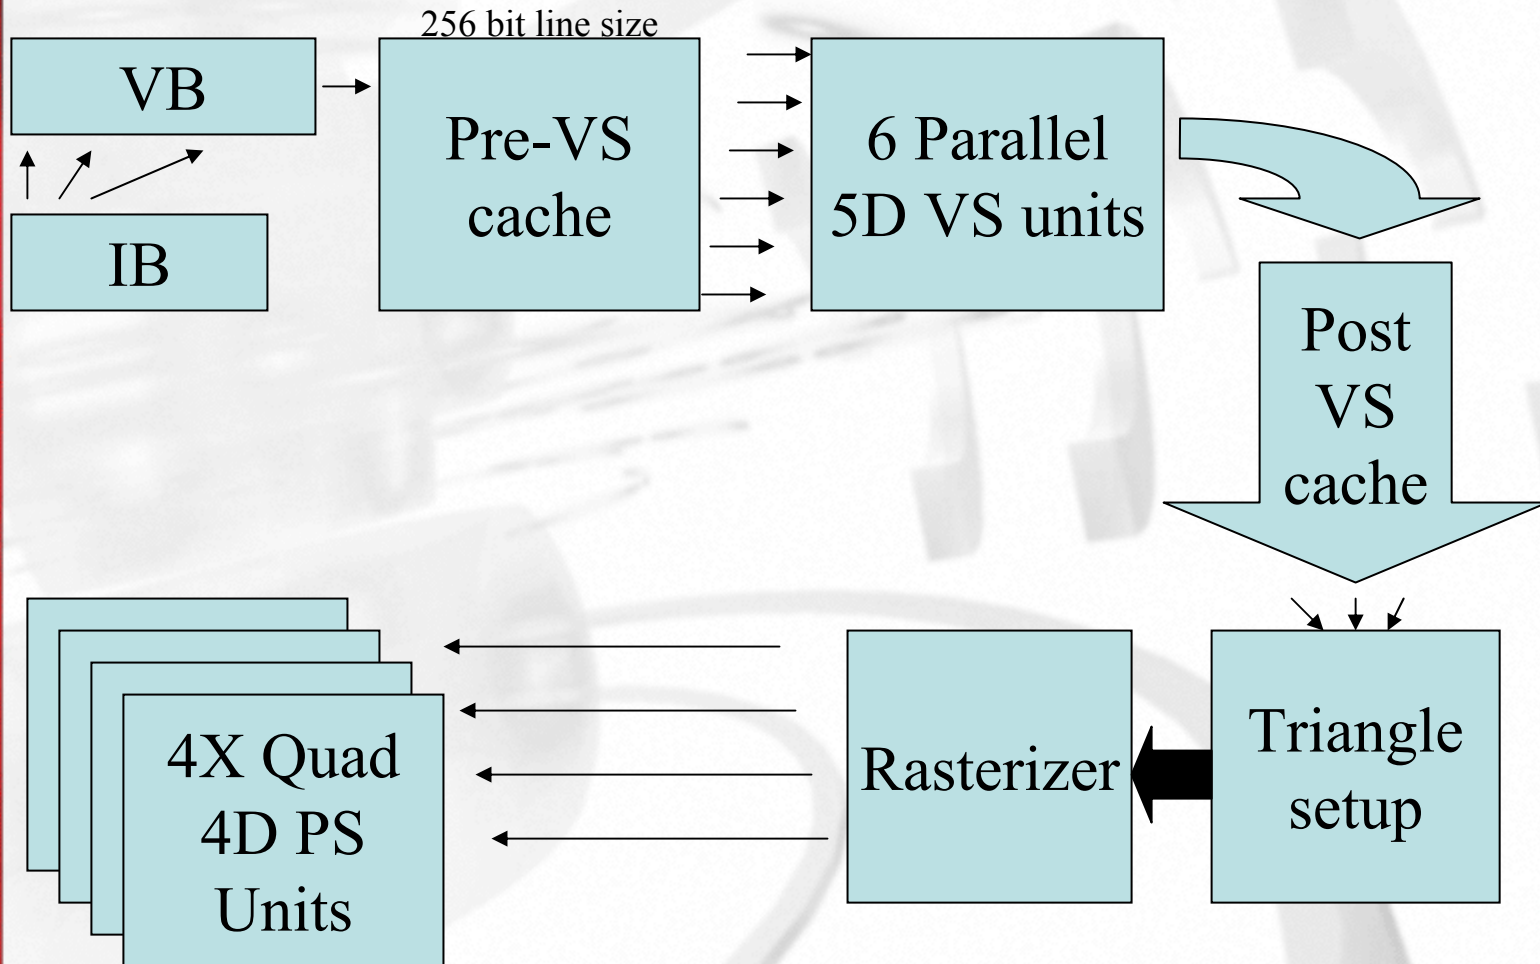 256 bit line size
VB
Pre-VS
cache
6 Parallel
5D VS units
IB
Post
VS
cache
Triangle
setup
Rasterizer
4X Quad
4D PS
Units